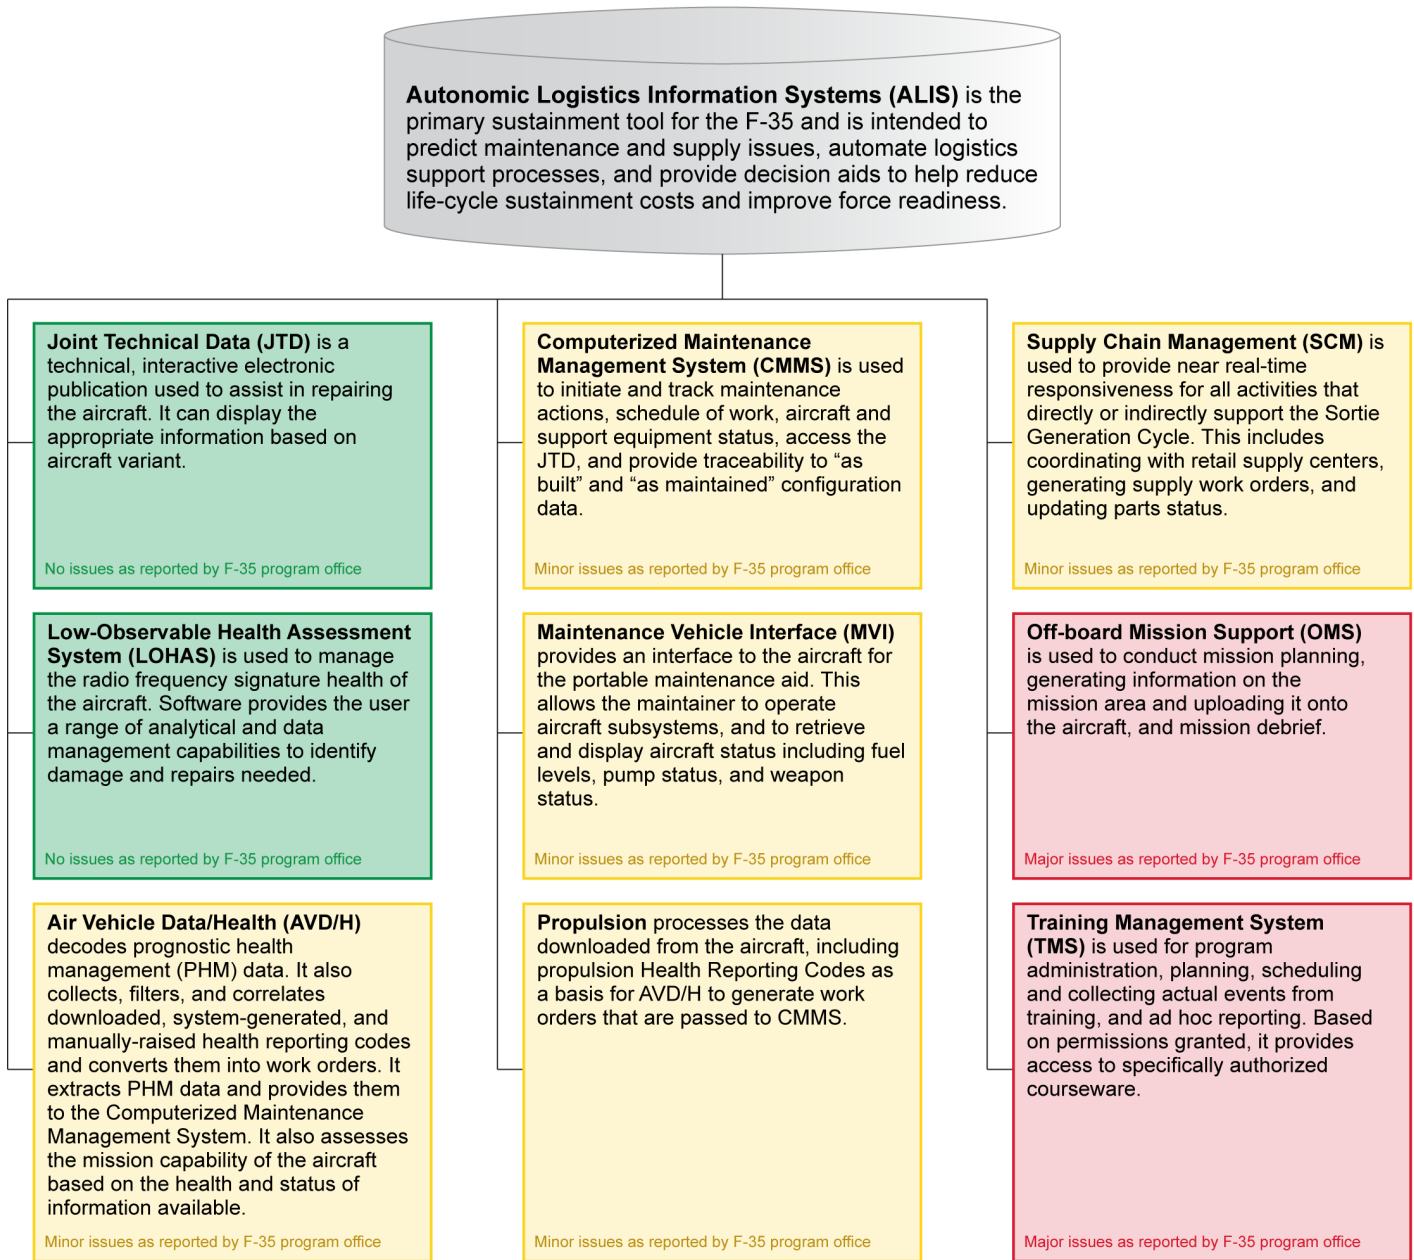 Autonomic Logistics Information Systems (ALIS) is the
primary sustainment tool for the F-35 and is intended to
predict maintenance and supply issues, automate logistics
support processes, and provide decision aids to help reduce
life-cycle sustainment costs and improve force readiness.
Joint Technical Data (JTD) is a
technical, interactive electronic
publication used to assist in repairing
the aircraft. It can display the
appropriate information based on
aircraft variant.
No issues as reported by F-35 program office
Computerized Maintenance
Management System (CMMS) is used
to initiate and track maintenance
actions, schedule of work, aircraft and
support equipment status, access the
JTD, and provide traceability to “as
built” and “as maintained” configuration
data.
Minor issues as reported by F-35 program office
Supply Chain Management (SCM) is
used to provide near real-time
responsiveness for all activities that
directly or indirectly support the Sortie
Generation Cycle. This includes
coordinating with retail supply centers,
generating supply work orders, and
updating parts status.
Minor issues as reported by F-35 program office
Low-Observable Health Assessment
System (LOHAS) is used to manage
the radio frequency signature health of
the aircraft. Software provides the user
a range of analytical and data
management capabilities to identify
damage and repairs needed.
No issues as reported by F-35 program office
Maintenance Vehicle Interface (MVI)
provides an interface to the aircraft for
the portable maintenance aid. This
allows the maintainer to operate
aircraft subsystems, and to retrieve
and display aircraft status including fuel
levels, pump status, and weapon
status.
Minor issues as reported by F-35 program office
Off-board Mission Support (OMS)
is used to conduct mission planning,
generating information on the
mission area and uploading it onto
the aircraft, and mission debrief.
Major issues as reported by F-35 program office
Air Vehicle Data/Health (AVD/H)
decodes prognostic health
management (PHM) data. It also
collects, filters, and correlates
downloaded, system-generated, and
manually-raised health reporting codes
and converts them into work orders. It
extracts PHM data and provides them
to the Computerized Maintenance
Management System. It also assesses
the mission capability of the aircraft
based on the health and status of
information available.
Minor issues as reported by F-35 program office
Propulsion processes the data
downloaded from the aircraft, including
propulsion Health Reporting Codes as
a basis for AVD/H to generate work
orders that are passed to CMMS.
Minor issues as reported by F-35 program office
Training Management System
(TMS) is used for program
administration, planning, scheduling
and collecting actual events from
training, and ad hoc reporting. Based
on permissions granted, it provides
access to specifically authorized
courseware.
Major issues as reported by F-35 program office